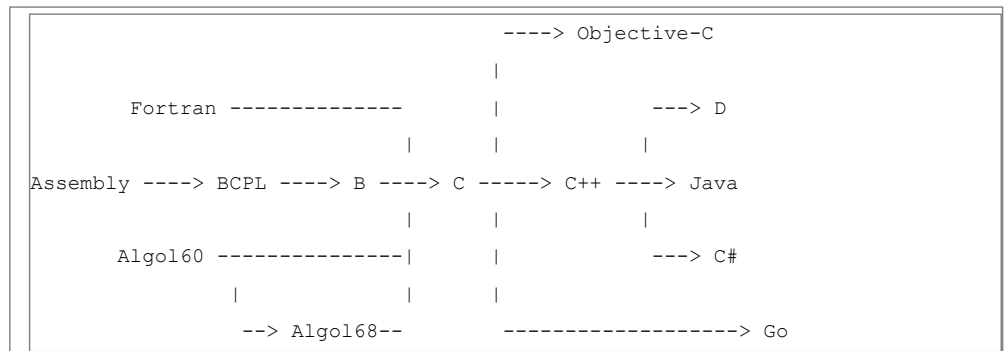 ----> Objective-C
|
Fortran -------------- | ---> D
| | |
Assembly ----> BCPL ----> B ----> C -----> C++ ----> Java
| | |
Algol60 ---------------| | ---> C#
| | |
--> Algol68-- ------------------> Go